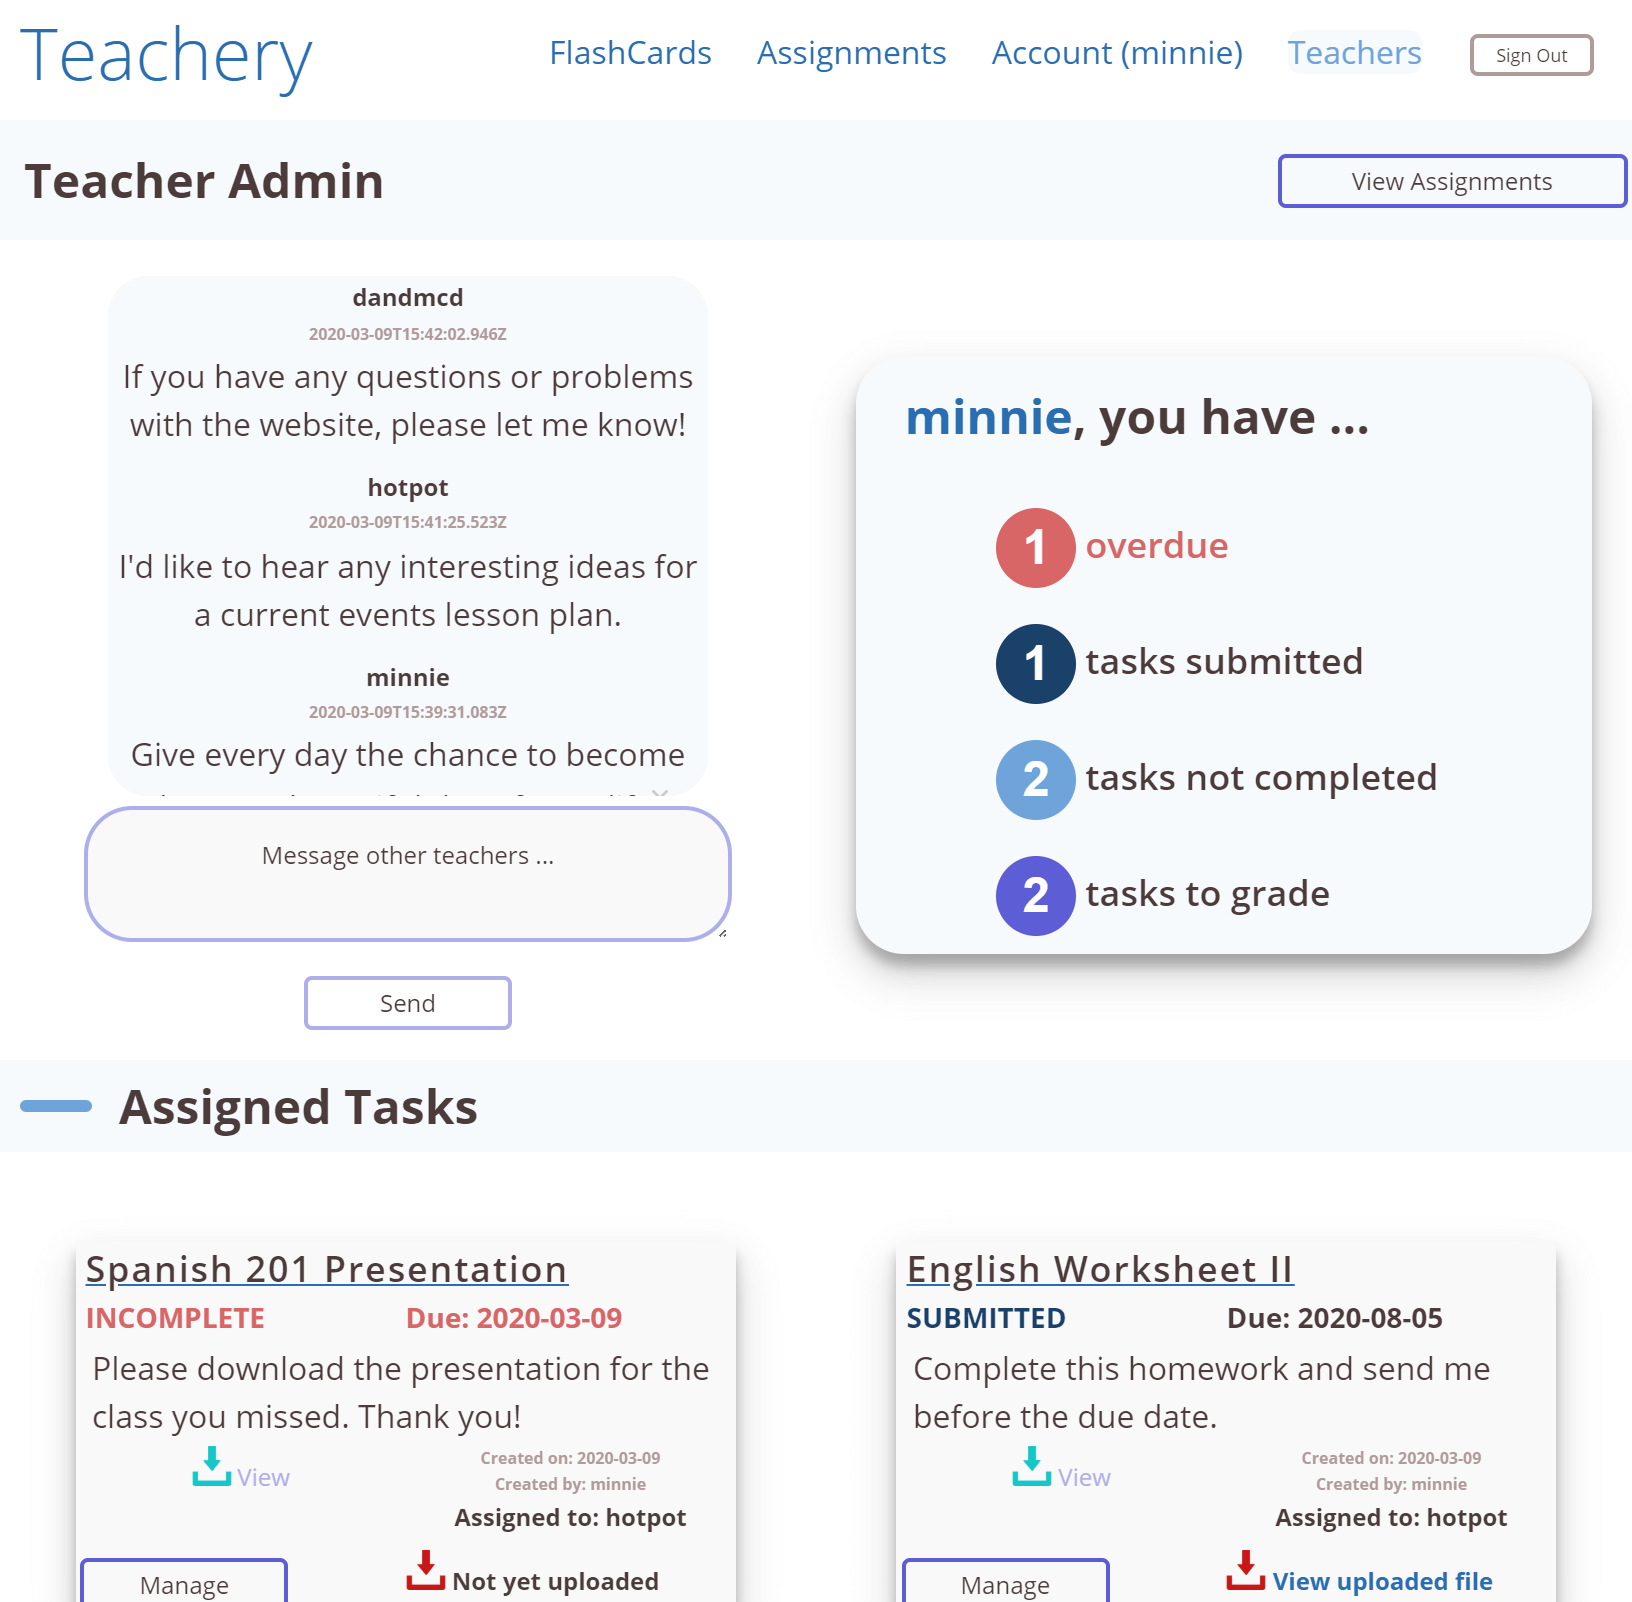 Teachery
FlashCards
Assignments
Account (minnie)
Teachers
Sign Out
Teacher Admin
View Assignments
dandmcd
2020-03-09T15:42:02.946Z
If you have any questions or problems
with the website, please let me know!
hotpot
2020-03-09T15:41:25.523Z
I'd like to hear any interesting ideas for
a current events lesson plan.
minnie
2020-03-09T15:39:31.083Z
Give every day the chance to become
Message other teachers ...
Send
minnie, you have ...
1 overdue
1 tasks submitted
2 tasks not completed
2 tasks to grade
Assigned Tasks
Spanish 201 Presentation
INCOMPLETE
Due: 2020-03-09
Please download the presentation for the
class you missed. Thank you!
View
Created on: 2020-03-09
Created by: minnie
Assigned to: hotpot
Manage
Not yet uploaded
English Worksheet II
SUBMITTED
Due: 2020-08-05
Complete this homework and send me
before the due date.
View
Created on: 2020-03-09
Created by: minnie
Assigned to: hotpot
Manage
View uploaded file